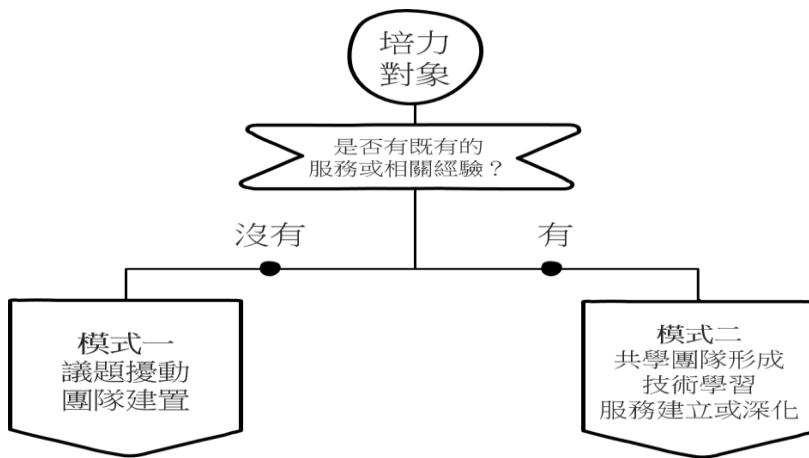 培力
對象
是否有既有的
服務或相關經驗？
沒有
有
模式一
議題擾動
團隊建置
模式二
共學團隊形成
技術學習
服務建立或深化